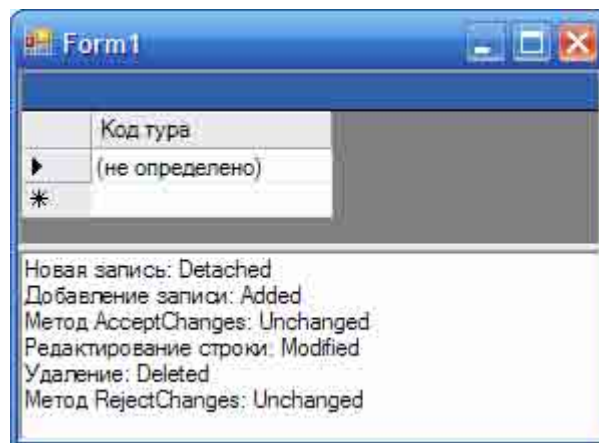 Form1
Код тура
(не определено)
Новая запись: Detached
Добавление записи: Added
Метод AcceptChanges: Unchanged
Редактирование строки: Modified
Удаление: Deleted
Метод RejectChanges: Unchanged